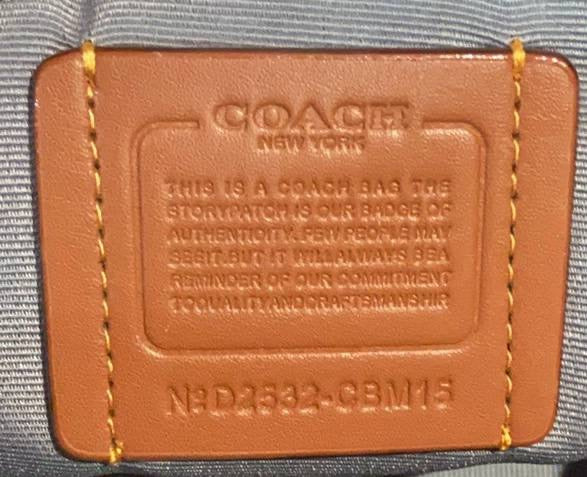 COACH
NEW YORK
THIS IS A COACH BAG THE
STORYPATCH IS OUR BADGE OF
AUTHENTICITY. FEW PEOPLE MAY
SEE IT. BUT IT WILL ALWAYS BE A
REMINDER OF OUR COMMITMENT
TO QUALITY AND CRAFTSMANSHIP
Nº D2532-CBM15